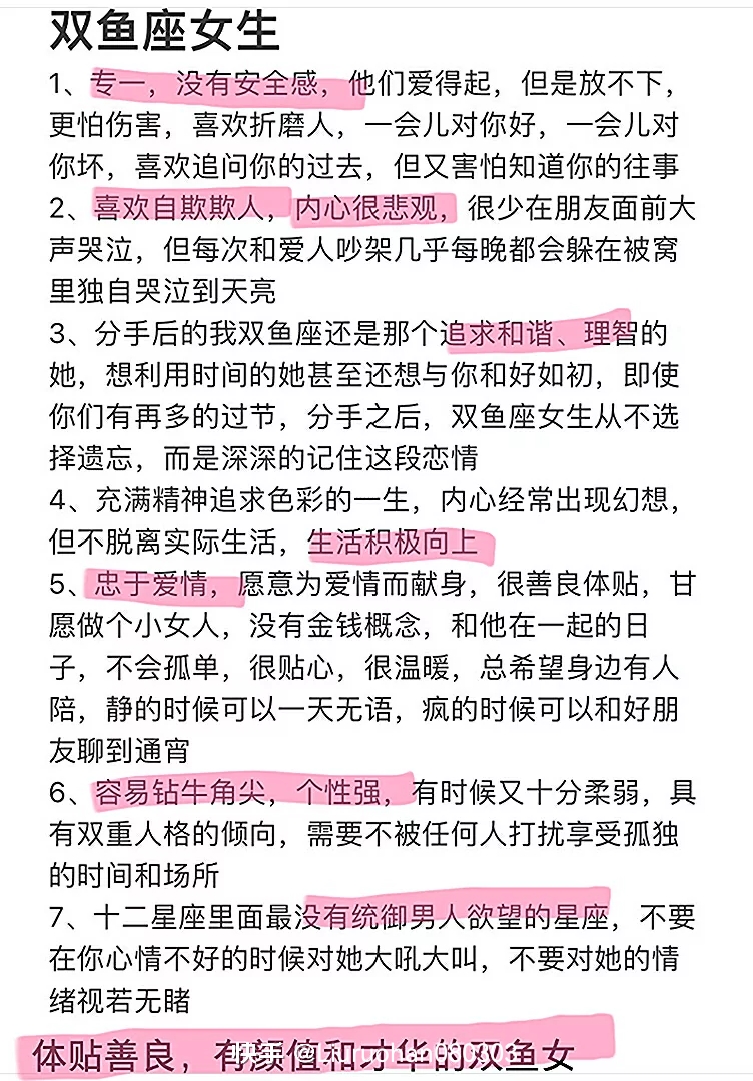 双鱼座女生
1、专一，没有安全感，他们爱得起，但是放不下，
更怕伤害，喜欢折磨人，一会儿对你好，一会儿对
你坏，喜欢追问你的过去，但又害怕知道你的往事
2、喜欢自欺欺人，内心很悲观，很少在朋友面前大
声哭泣，但每次和爱人吵架几乎每晚都会躲在被窝
里独自哭泣到天亮
3、分手后的我双鱼座还是那个追求和谐、理智的
她，想利用时间的她甚至还想与你和好如初，即使
你们有再多的过节，分手之后，双鱼座女生从不选
择遗忘，而是深深的记住这段恋情
4、充满精神追求色彩的一生，内心经常出现幻想，
但不脱离实际生活，生活积极向上
5、忠于爱情，愿意为爱情而献身，很善良体贴，甘
愿做个小女人，没有金钱概念，和他在一起的日
子，不会孤单，很贴心，很温暖，总希望身边有人
陪，静的时候可以一天无语，疯的时候可以和好朋
友聊到通宵
6、容易钻牛角尖，个性强，有时候又十分柔弱，具
有双重人格的倾向，需要不被任何人打扰享受孤独
的时间和场所
7、十二星座里面最没有统御男人欲望的星座，不要
在你心情不好的时候对她大吼大叫，不要对她的情
绪视若无睹
体贴善良，有颜值和才华的双鱼女
快手